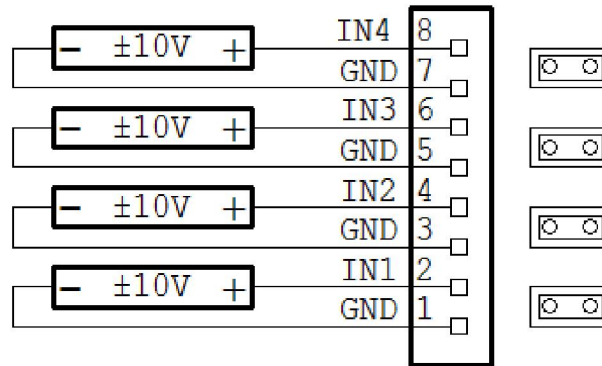 - ±10V + IN4 8
GND 7
IN3 6
- ±10V +
GND 5
IN2 4
- ±10V +
GND 3
IN1 2
- ±10V +
GND 1